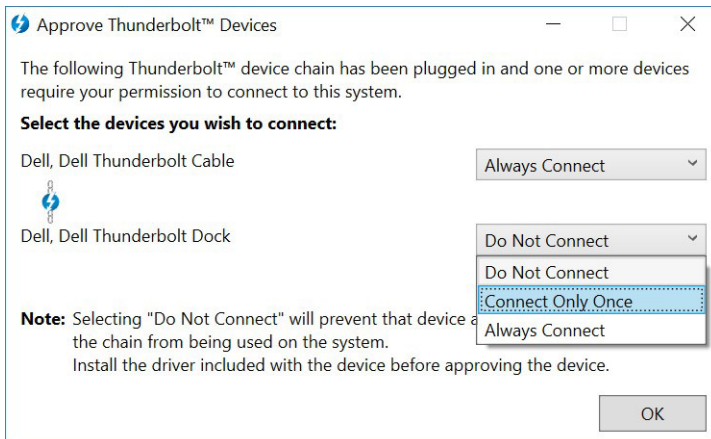 Approve Thunderbolt™ Devices
The following Thunderbolt™ device chain has been plugged in and one or more devices
require your permission to connect to this system.
Select the devices you wish to connect:
Dell, Dell Thunderbolt Cable
Always Connect
Dell, Dell Thunderbolt Dock
Do Not Connect
Do Not Connect
Connect Only Once
Always Connect
Note: Selecting "Do Not Connect" will prevent that device
the chain from being used on the system.
Install the driver included with the device before approving the device.
OK